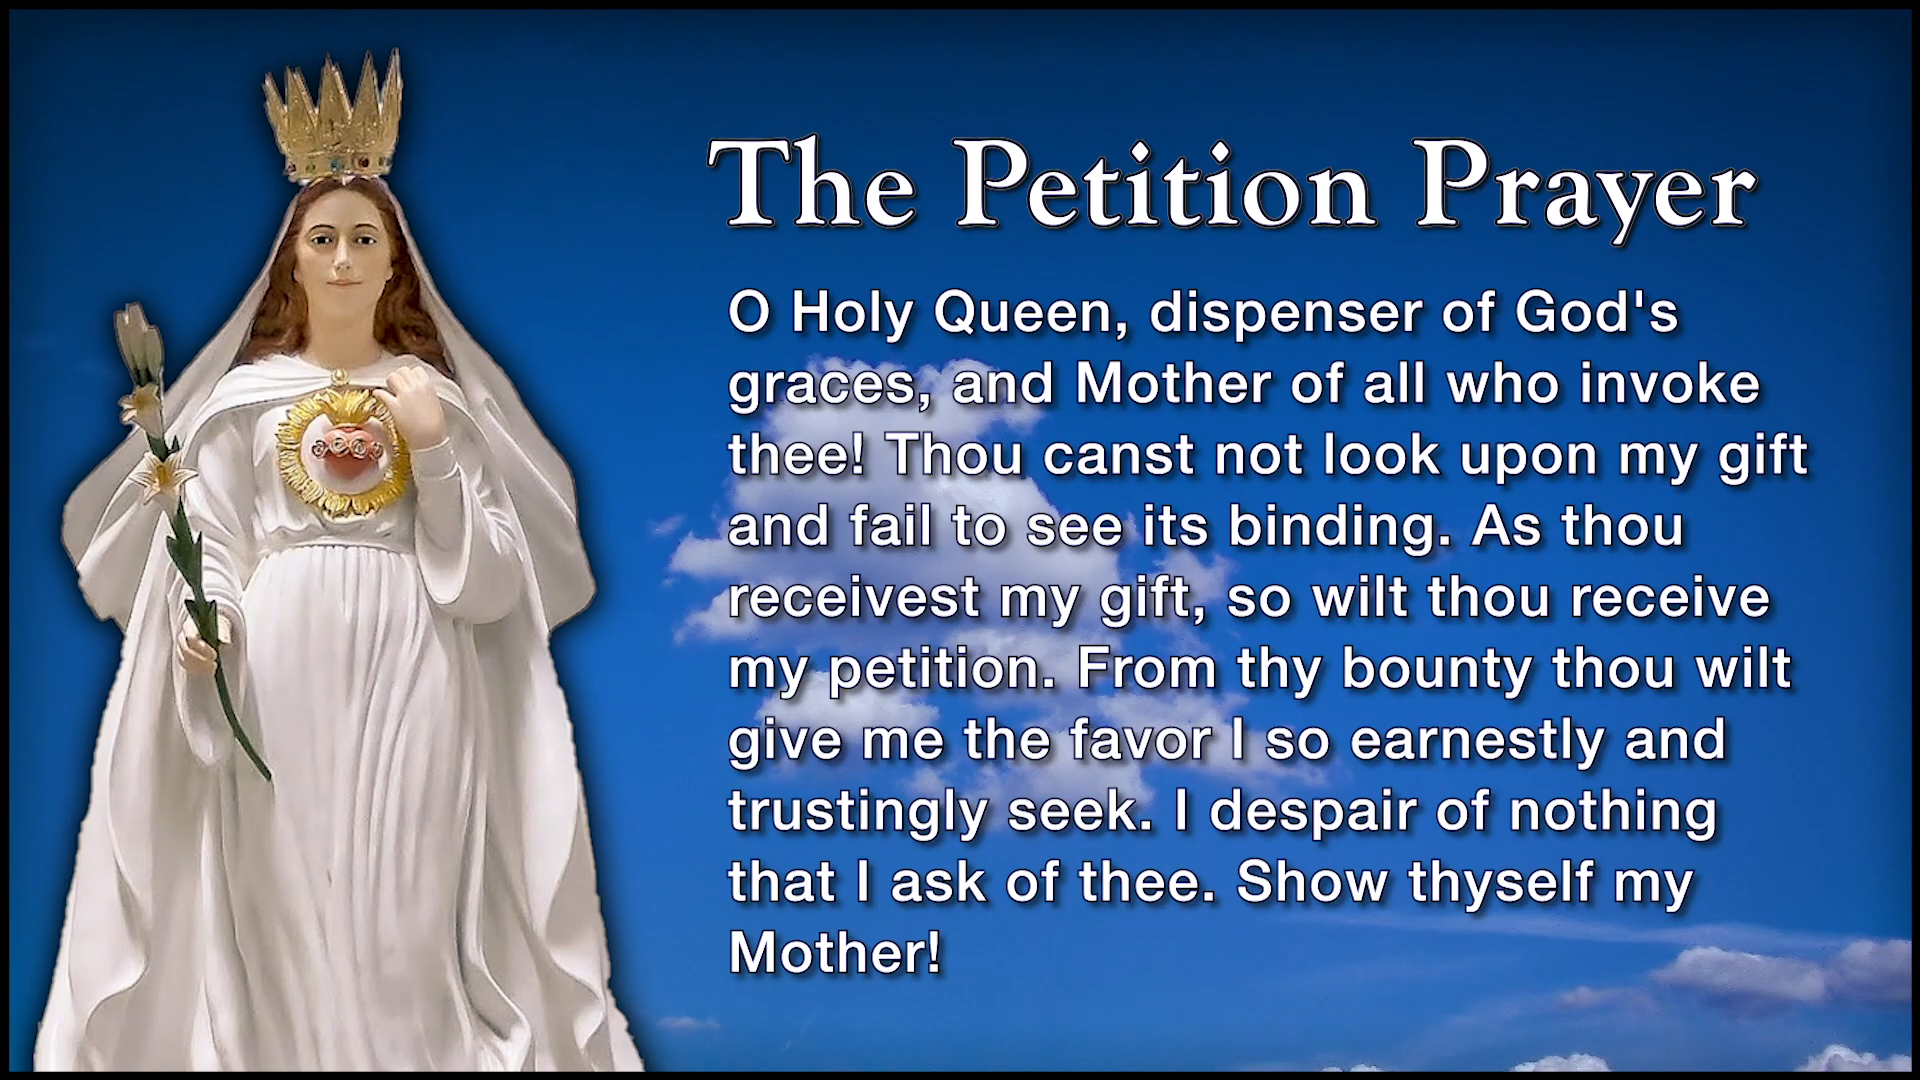 The Petition Prayer
O Holy Queen, dispenser of God's
graces, and Mother of all who invoke
thee! Thou canst not look upon my gift
and fail to see its binding. As thou
receivest my gift, so wilt thou receive
my petition. From thy bounty thou wilt
give me the favor I so earnestly and
trustingly seek. I despair of nothing
that I ask of thee. Show thyself my
Mother!